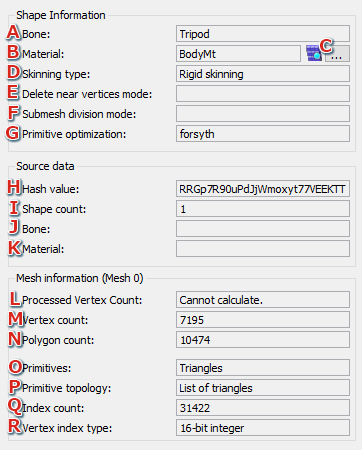 Shape Information
A Bone: Tripod
B Material: BodyMt C ...
D Skinning type: Rigid skinning
E Delete near vertices mode:
F Submesh division mode:
G Primitive optimization: forsyth
Source data
H Hash value: RRGp7R90uPdJjWmoxyt77VEEKTT
I Shape count: 1
J Bone:
K Material:
Mesh information (Mesh 0)
L Processed Vertex Count: Cannot calculate.
M Vertex count: 7195
N Polygon count: 10474
O Primitives: Triangles
P Primitive topology: List of triangles
Q Index count: 31422
R Vertex index type: 16-bit integer